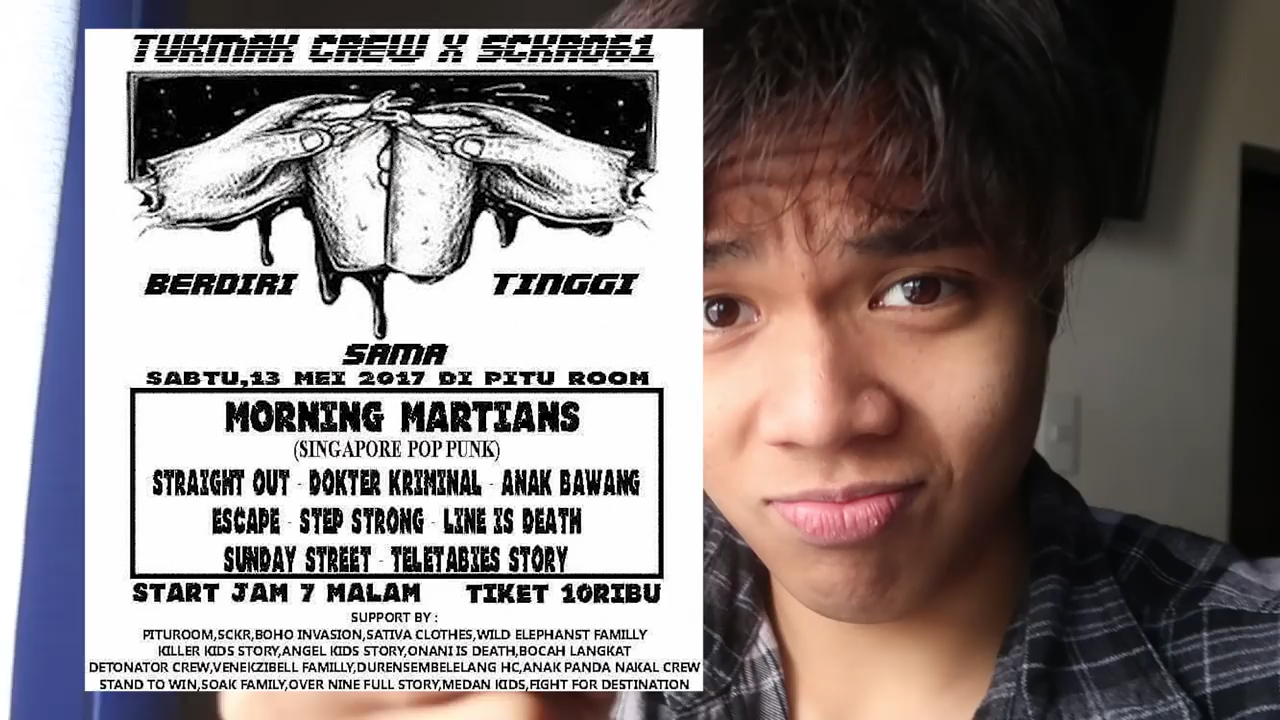 TUKMAK CREW X SCKR061
BERDIRI TINGGI
SAMA
SABTU,13 MEI 2017 DI PITU ROOM
MORNING MARTIANS
(SINGAPORE POP PUNK)
STRAIGHT OUT - DOKTER KRIMINAL - ANAK BAWANG
ESCAPE - STEP STRONG - LINE IS DEATH
SUNDAY STREET - TELETABIES STORY
START JAM 7 MALAM TIKET 10RIBU
SUPPORT BY :
PITUROOM,SCKR,BOHO INVASION,SATIVA CLOTHES,WILD ELEPHANST FAMILLY
KILLER KIDS STORY,ANGEL KIDS STORY,ONANI IS DEATH,BOCAH LANGKAT
DETONATOR CREW,VENEKZIBELL FAMILLY,DURENSEMBELELANG HC,ANAK PANDA NAKAL CREW
STAND TO WIN,SOAK FAMILY,OVER NINE FULL STORY,MEDAN KIDS,FIGHT FOR DESTINATION